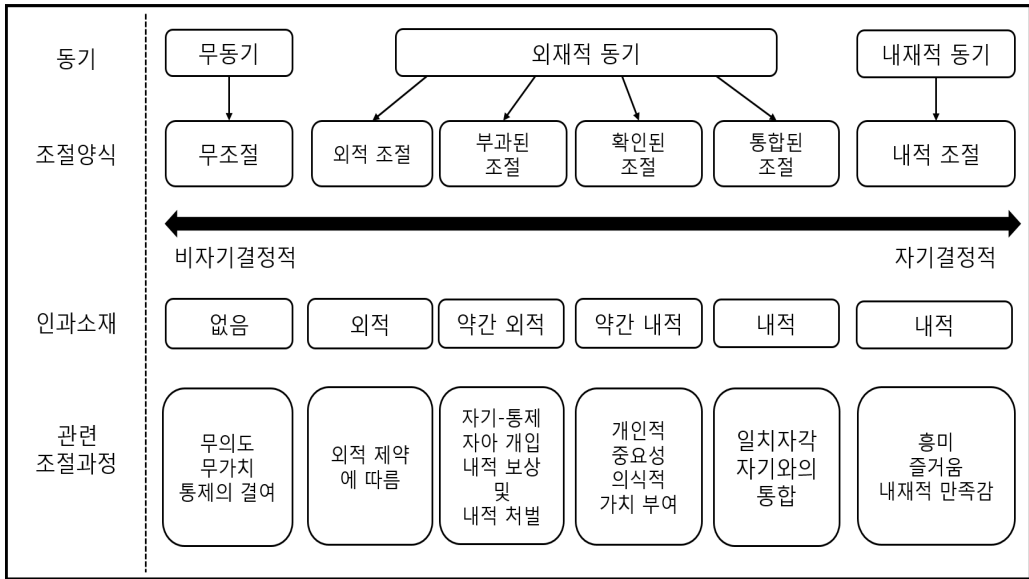 동기
무동기
외재적 동기
내재적 동기
조절양식
무조절
외적 조절
부과된
조절
확인된
조절
통합된
조절
내적 조절
비자기결정적
자기결정적
인과소재
없음
외적
약간 외적
약간 내적
내적
내적
관련
조절과정
무의도
무가치
통제의 결여
외적 제약
에 따름
자기-통제
자아 개입
내적 보상
및
내적 처벌
개인적
중요성
의식적
가치 부여
일치자각
자기와의
통합
흥미
즐거움
내재적 만족감